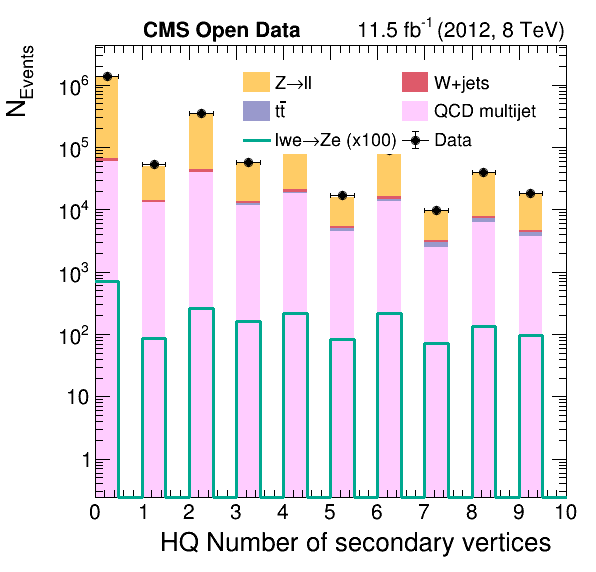 CMS Open Data 11.5 fb⁻¹ (2012, 8 TeV)
N_Events
Z→ll W+jets
tt̄ QCD multijet
lwe→Ze (x100) Data
10⁶
10⁵
10⁴
10³
10²
10
1
0 1 2 3 4 5 6 7 8 9 10
HQ Number of secondary vertices